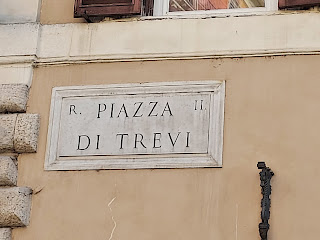 R. PIAZZA II.
DI TREVI